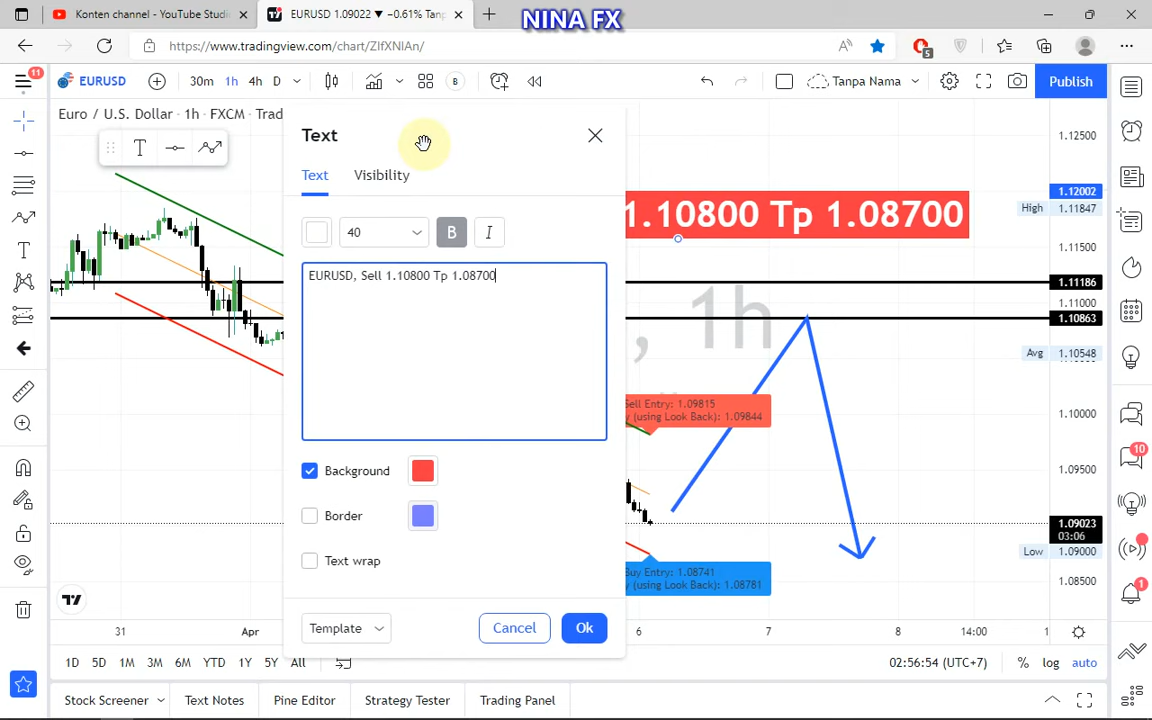 Konten channel - YouTube Studi
EURUSD 1.09022 ▼ −0.61% Tanp
NINA FX
https://www.tradingview.com/chart/ZIfXNIAn/
5
11
EURUSD
30m 1h 4h D
B
Tanpa Nama
Publish
Euro / U.S. Dollar · 1h · FXCM · Trad
Text
Text
Visibility
40
B
I
EURUSD, Sell 1.10800 Tp 1.08700
Background
Border
Text wrap
Template
Cancel
Ok
1.10800 Tp 1.08700
, 1h
Sell Entry: 1.09815
y (using Look Back): 1.09844
Buy Entry: 1.08741
y (using Look Back): 1.08781
1.12500
1.12002
High 1.11847
1.11500
1.11186
1.11000
1.10863
Avg 1.10548
1.10000
1.09500
1.09023
03:06
Low 1.09000
1.08500
10
1
31 Apr 6 7 8 14:00 1
1D 5D 1M 3M 6M YTD 1Y 5Y All
02:56:54 (UTC+7)
% log auto
Stock Screener
Text Notes
Pine Editor
Strategy Tester
Trading Panel